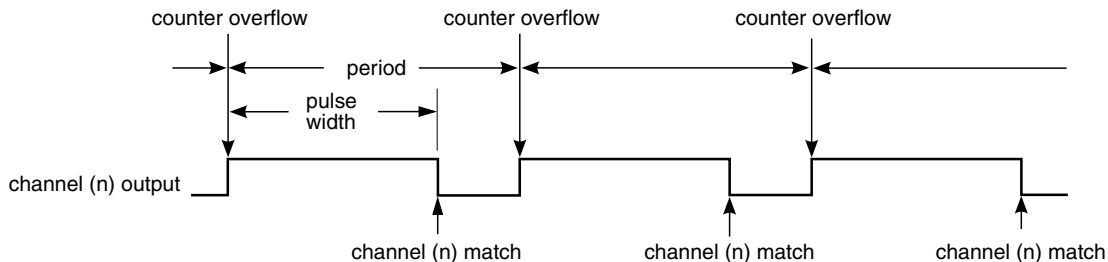 counter overflow
counter overflow
counter overflow
period
pulse
width
channel (n) output
channel (n) match
channel (n) match
channel (n) match